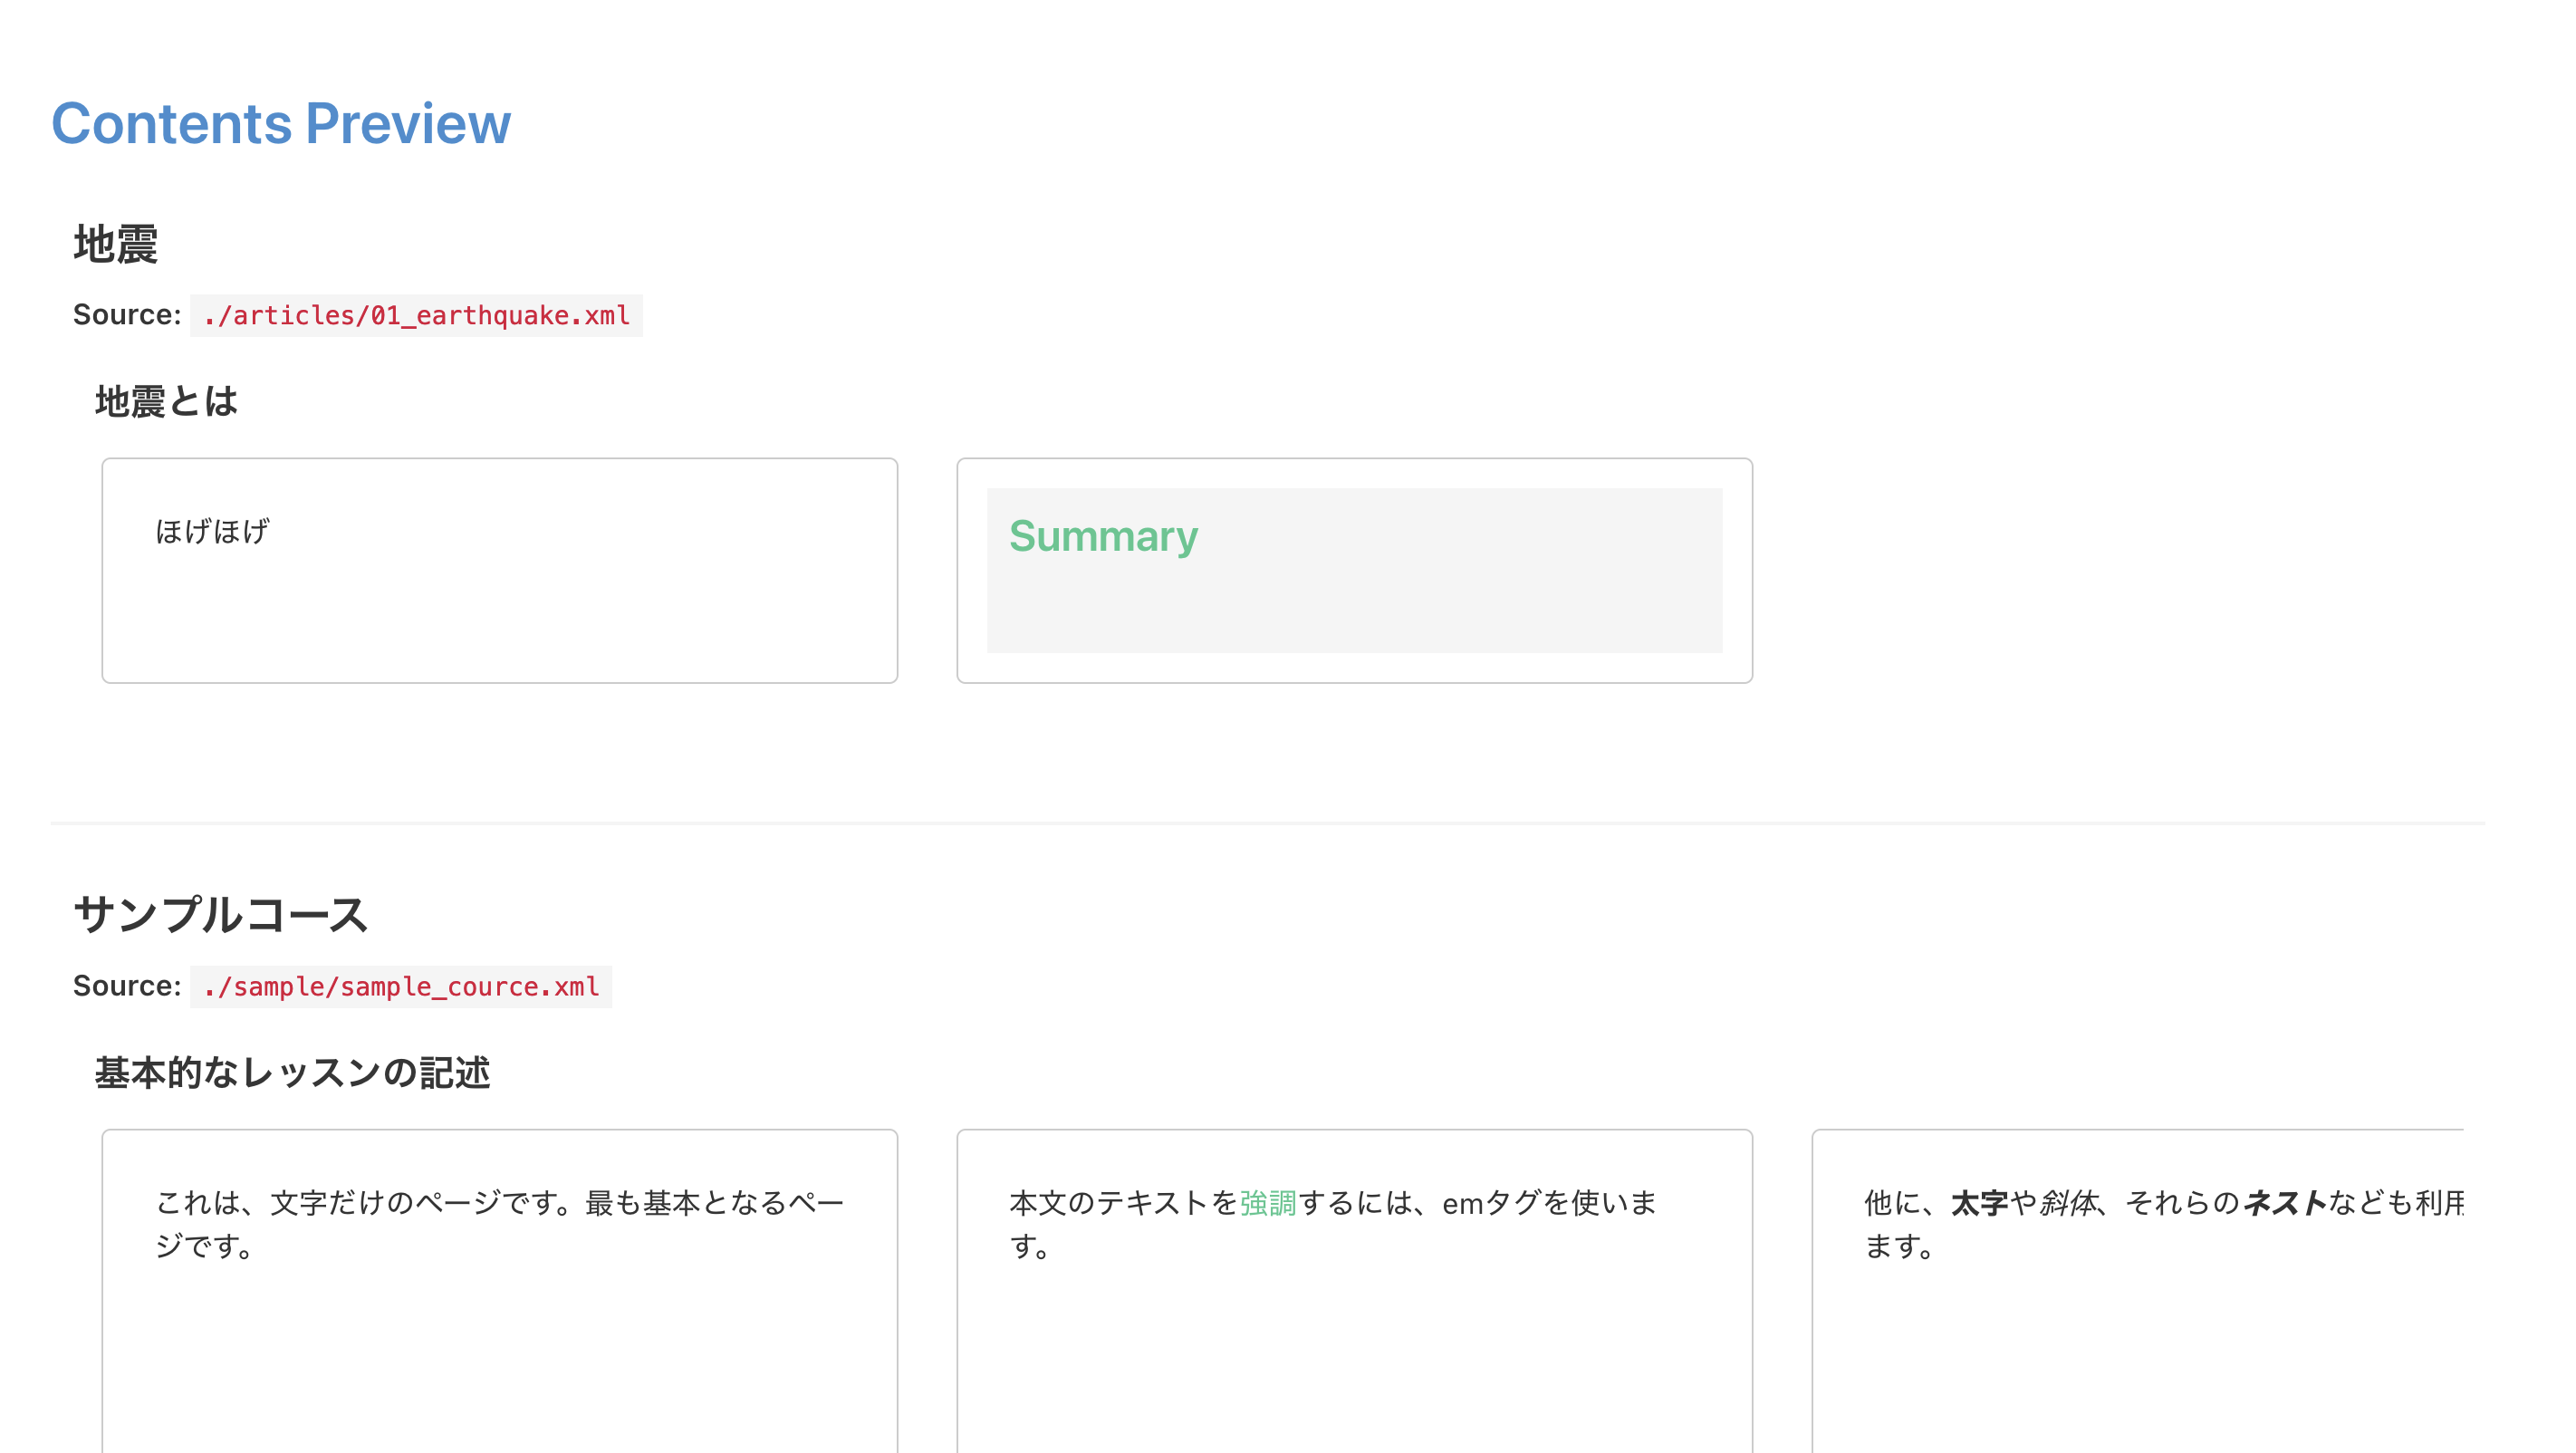 Contents Preview
地震
Source: ./articles/01_earthquake.xml
地震とは
ほげほげ
Summary
サンプルコース
Source: ./sample/sample_cource.xml
基本的なレッスンの記述
これは、文字だけのページです。最も基本となるペー
ジです。
本文のテキストを強調するには、emタグを使いま
す。
他に、太字や斜体、それらのネストなども利用
ます。